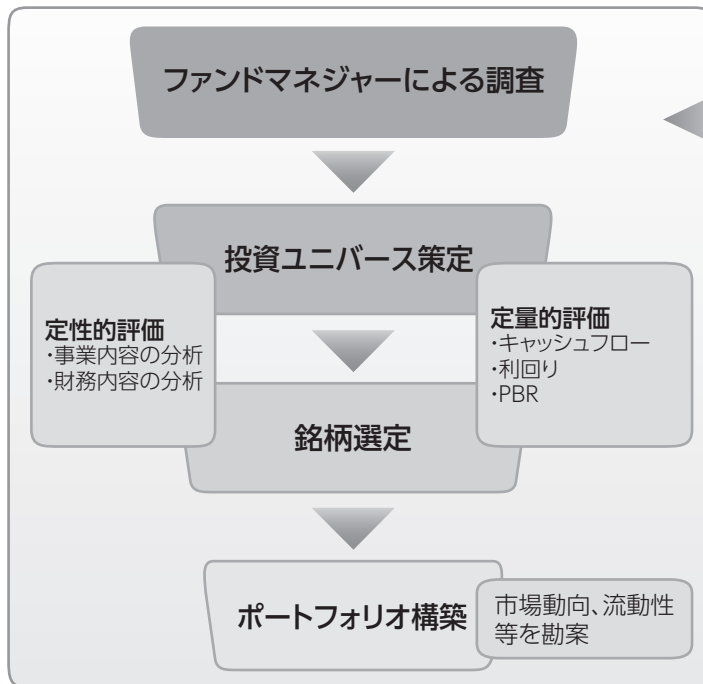 ファンドマネジャーによる調査
投資ユニバース策定
定性的評価
・事業内容の分析
・財務内容の分析
定量的評価
・キャッシュフロー
・利回り
・PBR
銘柄選定
ポートフォリオ構築
市場動向、流動性
等を勘案